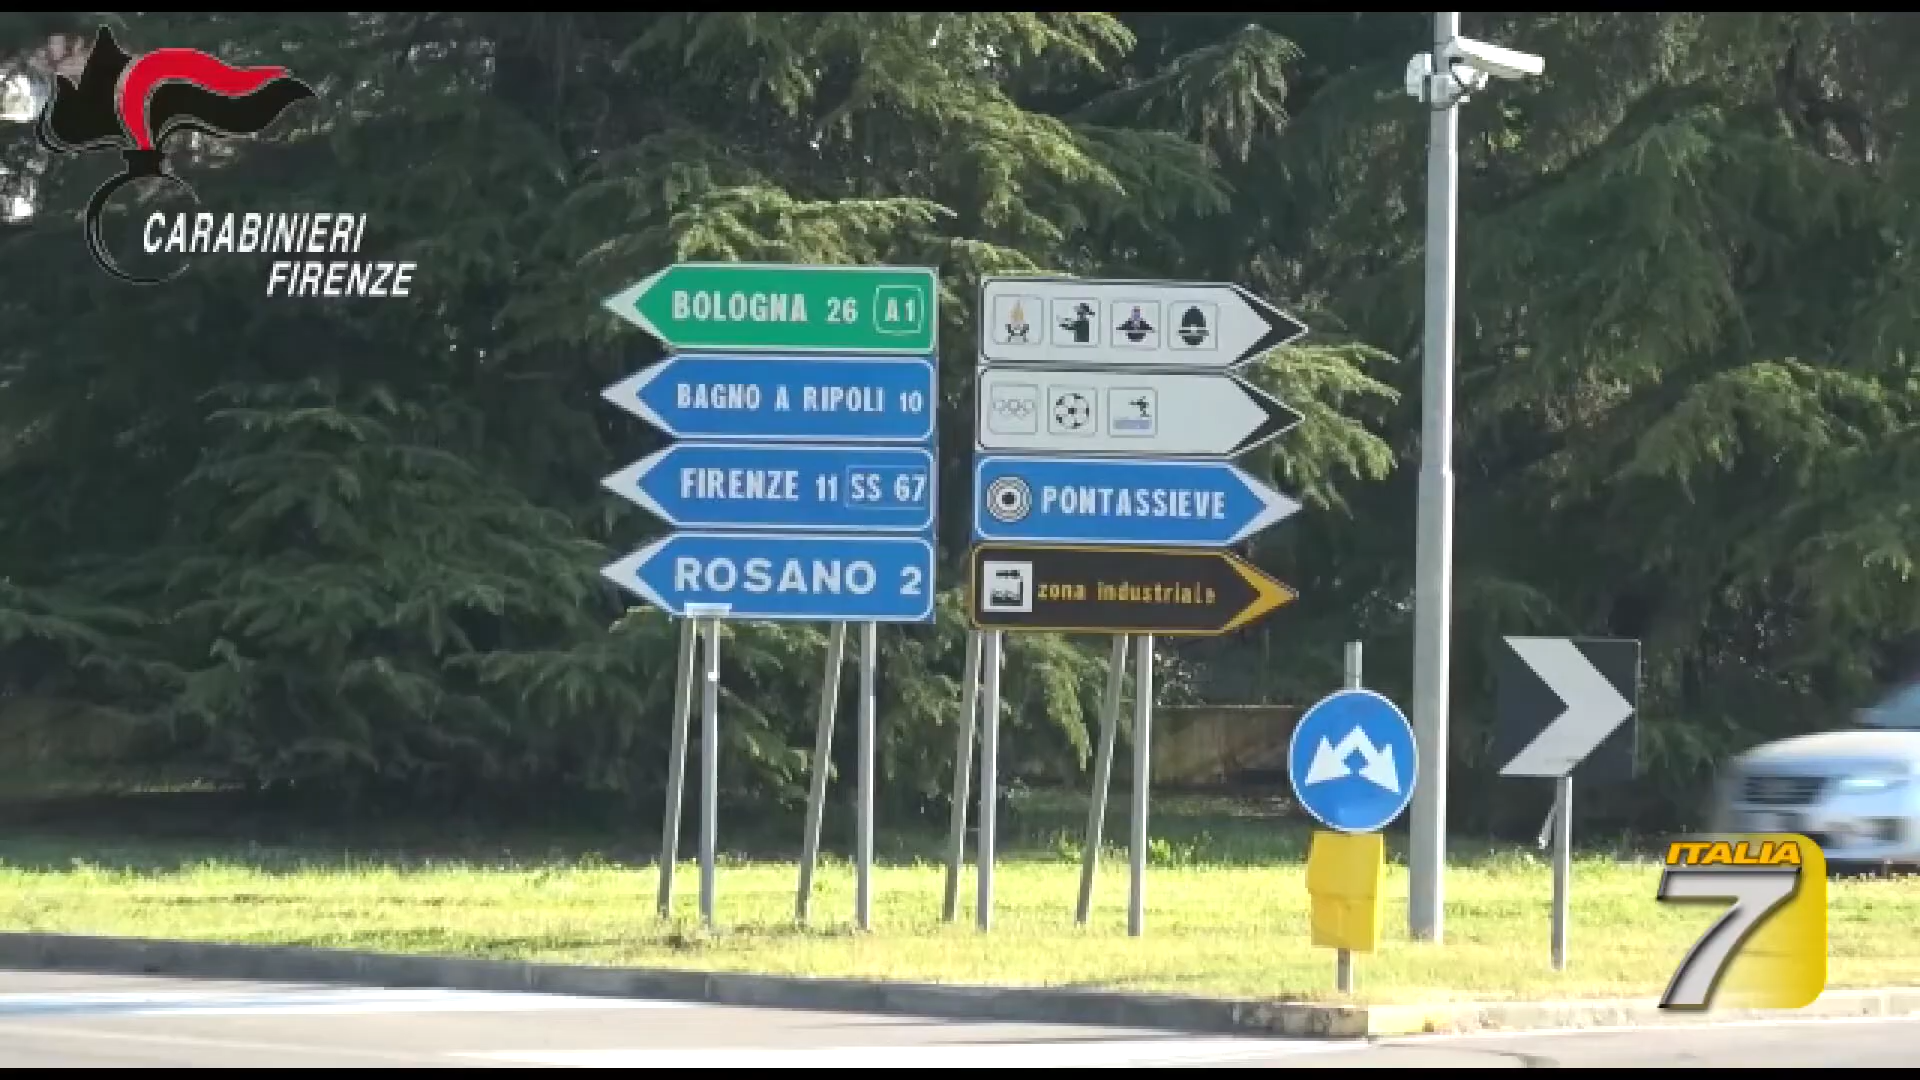 CARABINIERI
FIRENZE
BOLOGNA 26 A1
BAGNO A RIPOLI 10
FIRENZE 11 SS 67
ROSANO 2
PONTASSIEVE
zona industriale
ITALIA
7